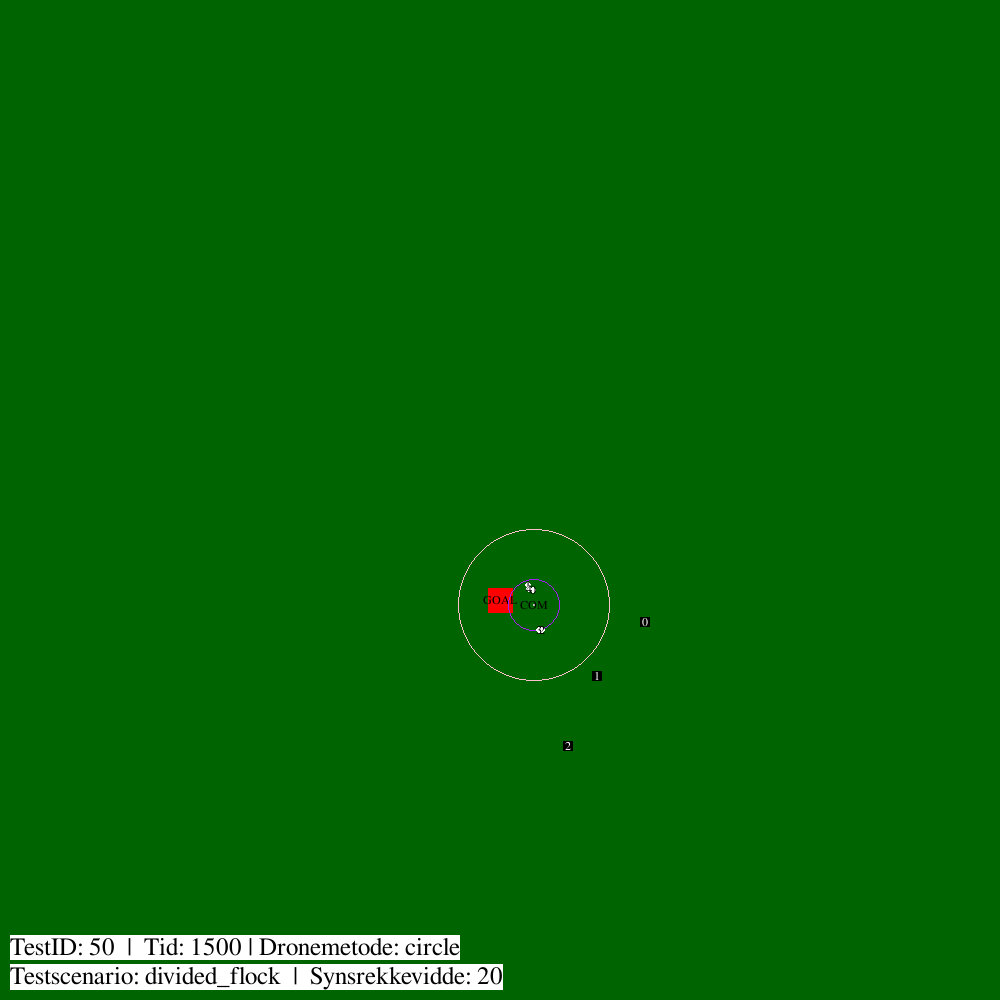 GOAL
COM
0
1
2
TestID: 50 | Tid: 1500 | Dronemetode: circle
Testscenario: divided_flock | Synsrekkevidde: 20